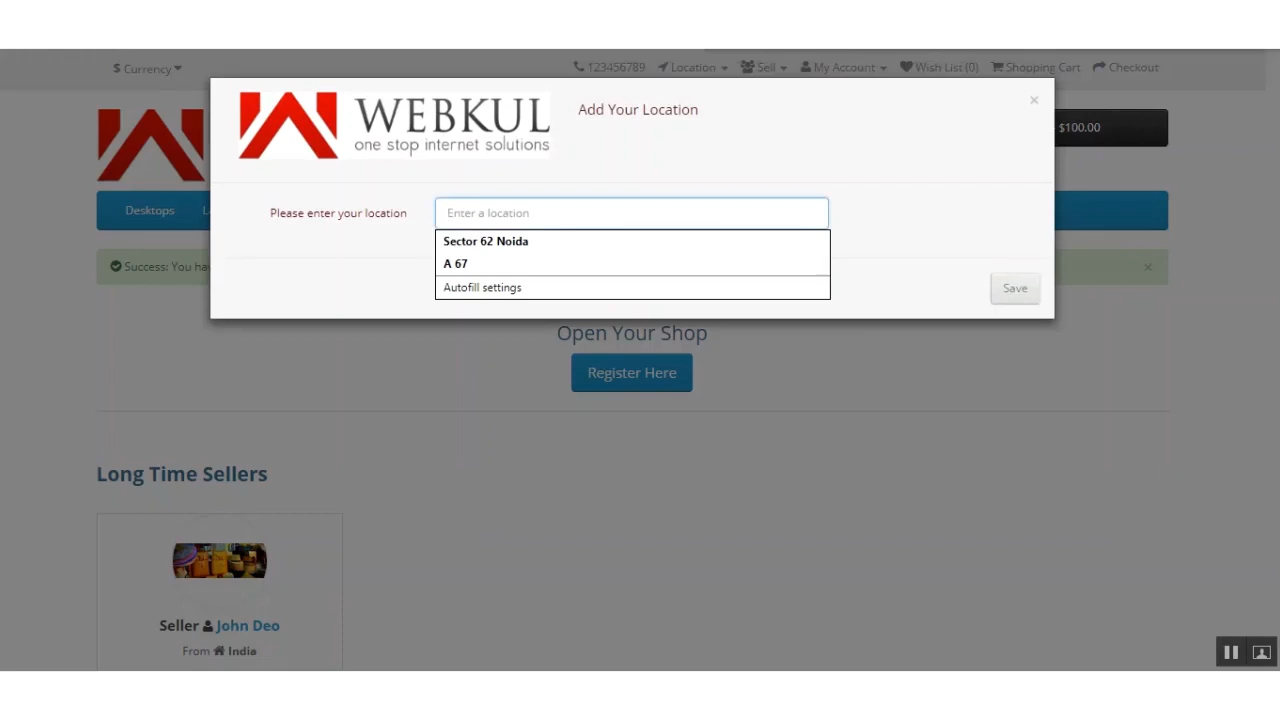 $ Currency
123456789 Location Sell My Account Wish List (0) Shopping Cart Checkout
WEBKUL
one stop internet solutions
Add Your Location
×
$100.00
Desktops
Please enter your location
Enter a location
Sector 62 Noida
A 67
Autofill settings
Success: You ha
×
Save
Open Your Shop
Register Here
Long Time Sellers
Seller John Deo
From India